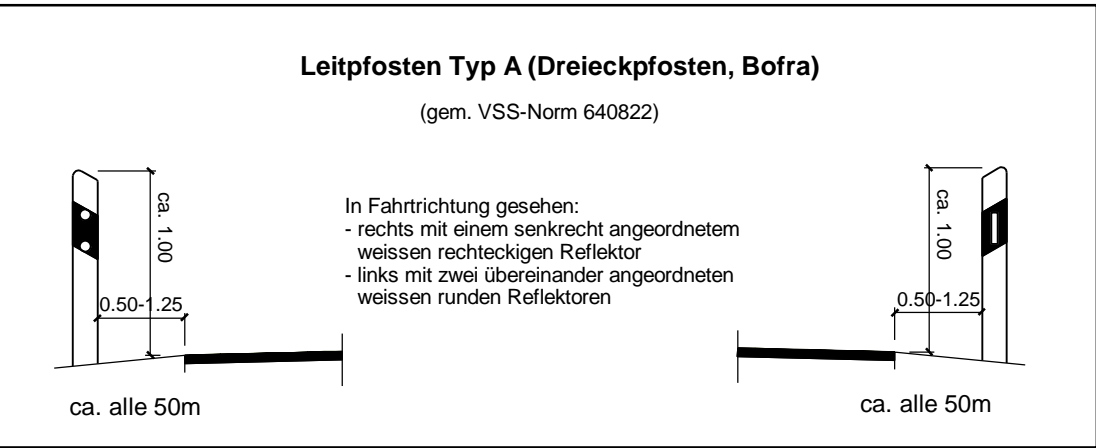 Leitpfosten Typ A (Dreieckpfosten, Bofra)
(gem. VSS-Norm 640822)
ca. 1.00
0.50-1.25
ca. alle 50m
In Fahrtrichtung gesehen:
- rechts mit einem senkrecht angeordnetem
weissen rechteckigen Reflektor
- links mit zwei übereinander angeordneten
weissen runden Reflektoren
ca. 1.00
0.50-1.25
ca. alle 50m